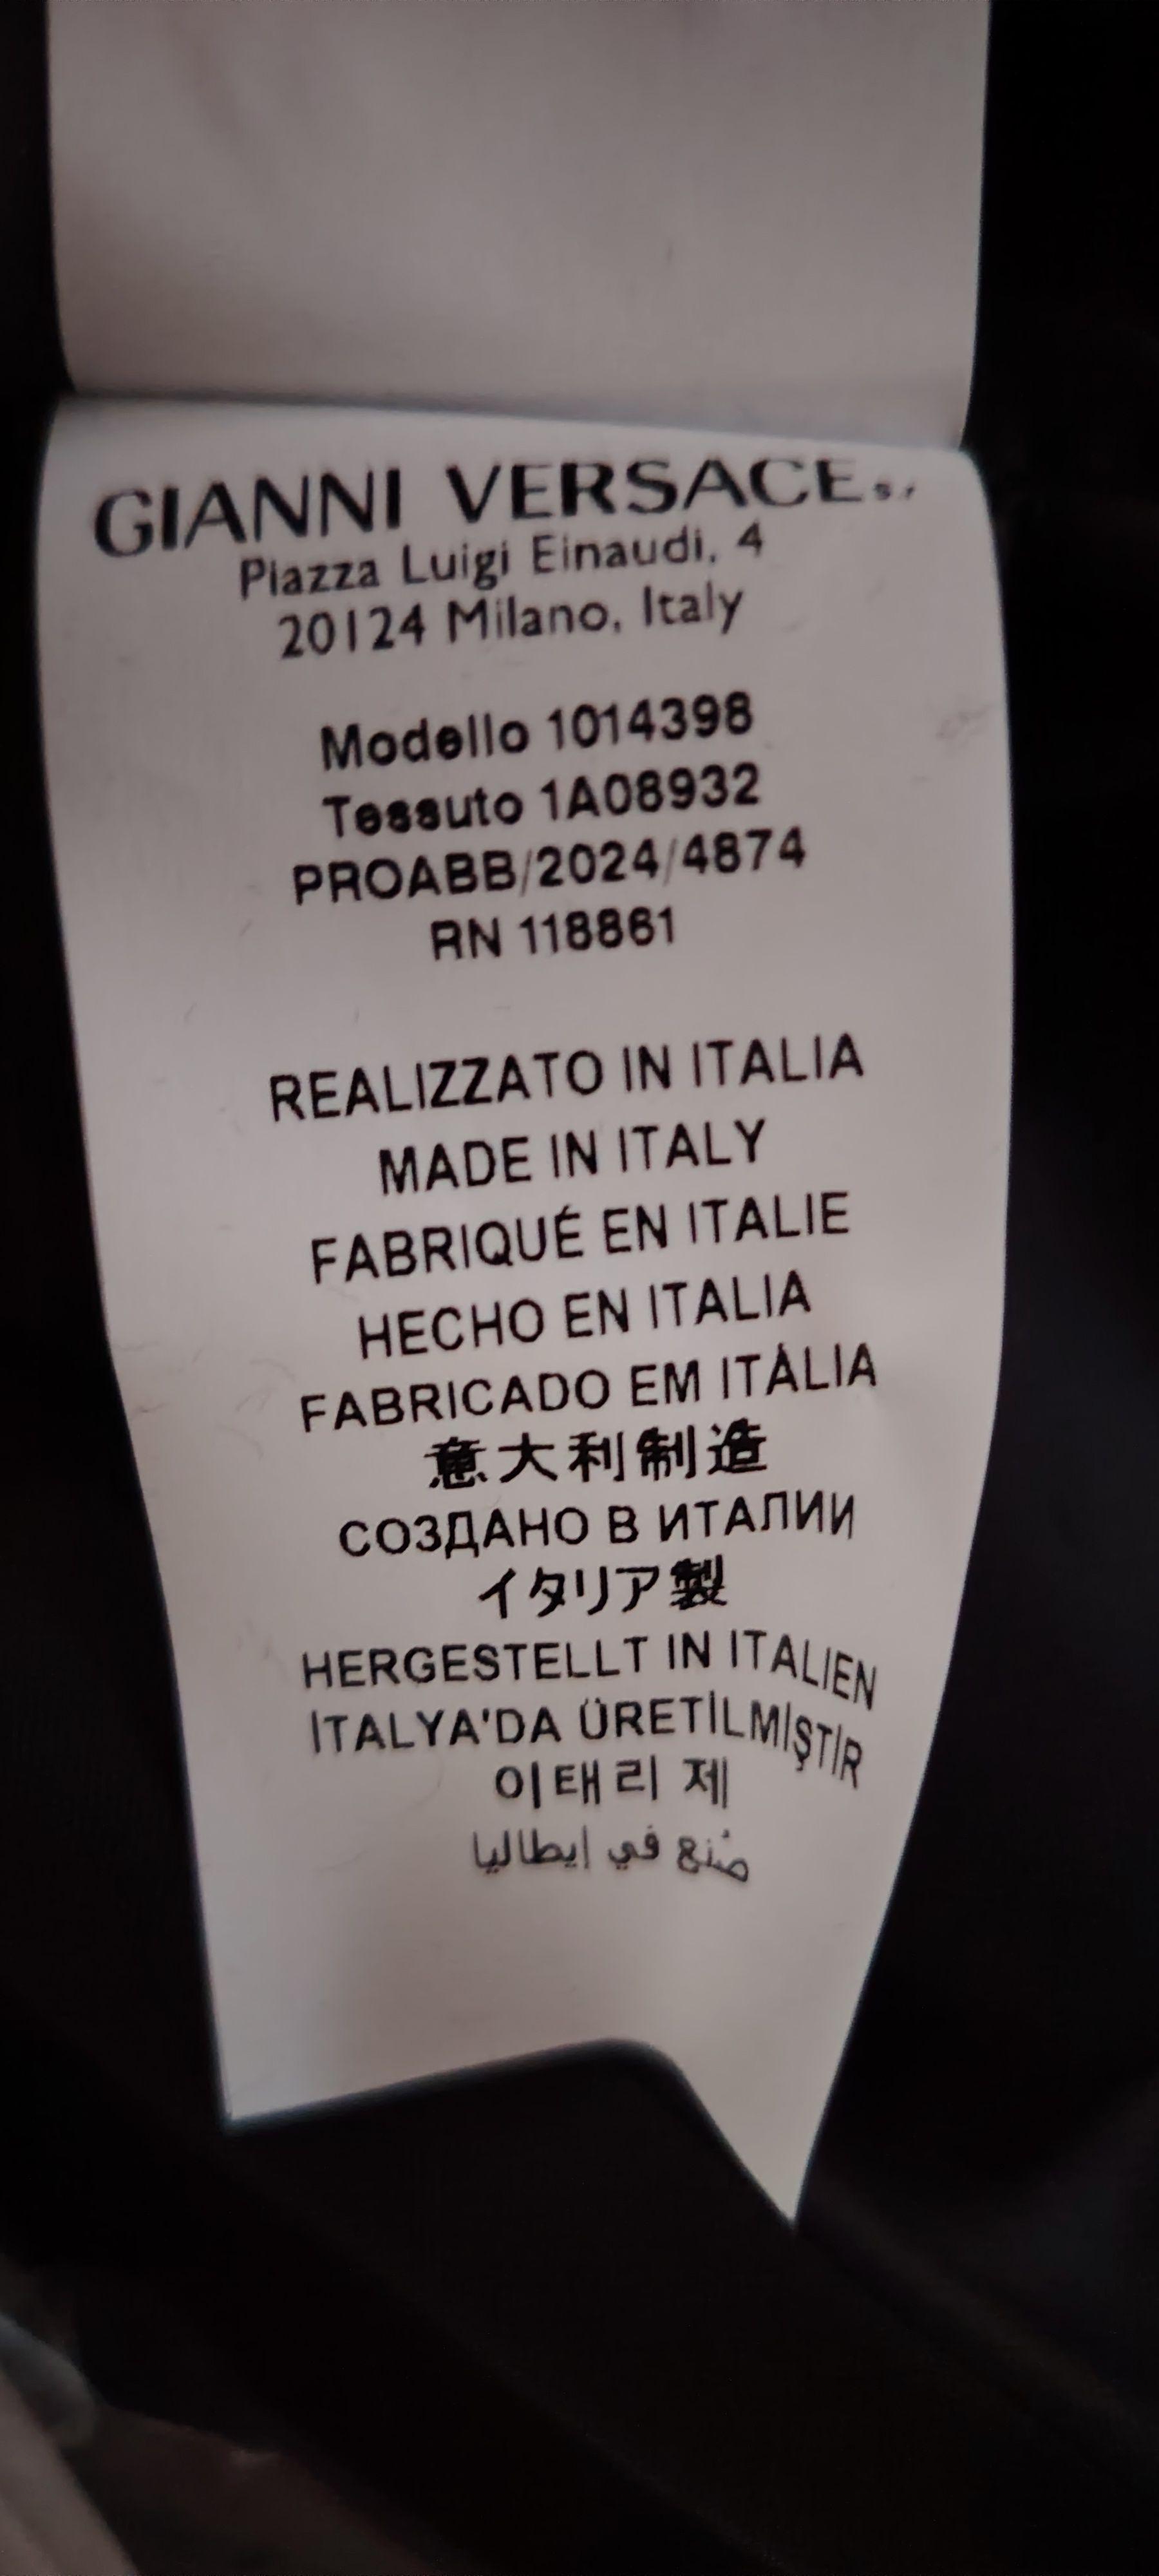 GIANNI VERSACE s.r
Piazza Luigi Einaudi, 4
20124 Milano, Italy
Modello 1014398
Tessuto 1A08932
PROABB/2024/4874
RN 118861
REALIZZATO IN ITALIA
MADE IN ITALY
FABRIQUÉ EN ITALIE
HECHO EN ITALIA
FABRICADO EM ITÁLIA
意大利制造
СОЗДАНО В ИТАЛИИ
イタリア製
HERGESTELLT IN ITALIEN
İTALYA'DA ÜRETİLMİŞTİR
이태리 제
صُنع في إيطاليا